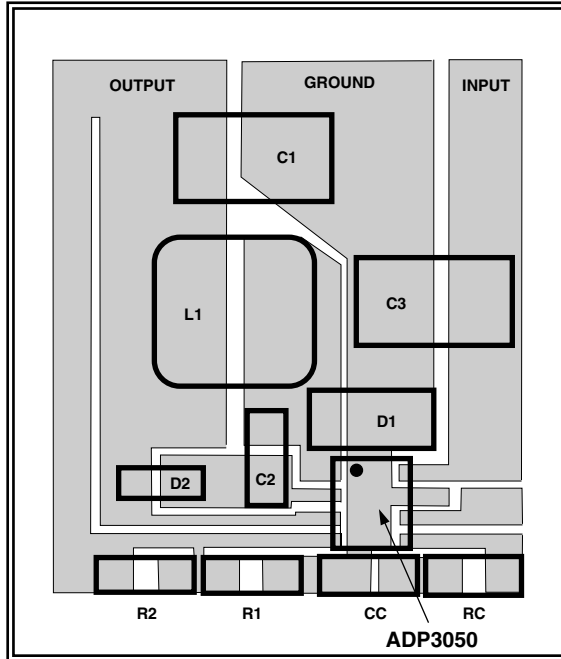 OUTPUT GROUND INPUT
C1
L1
C3
D1
D2
C2
R2 R1 CC RC
ADP3050